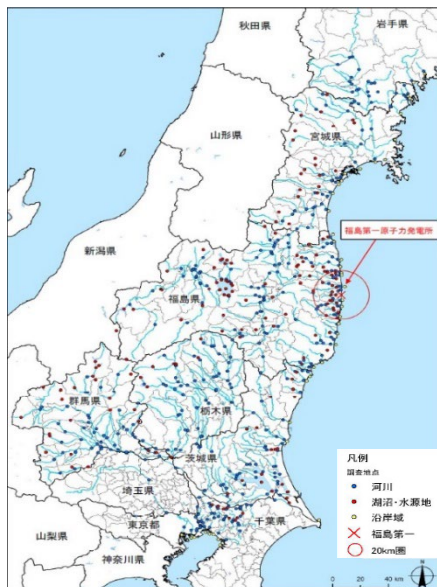 秋田県
岩手県
山形県
宮城県
福島第一原子力発電所
新潟県
福島県
群馬県
栃木県
茨城県
埼玉県
東京都
千葉県
山梨県
神奈川県
凡例
調査地点
河川
湖沼・水源地
沿岸域
福島第一
20km圏